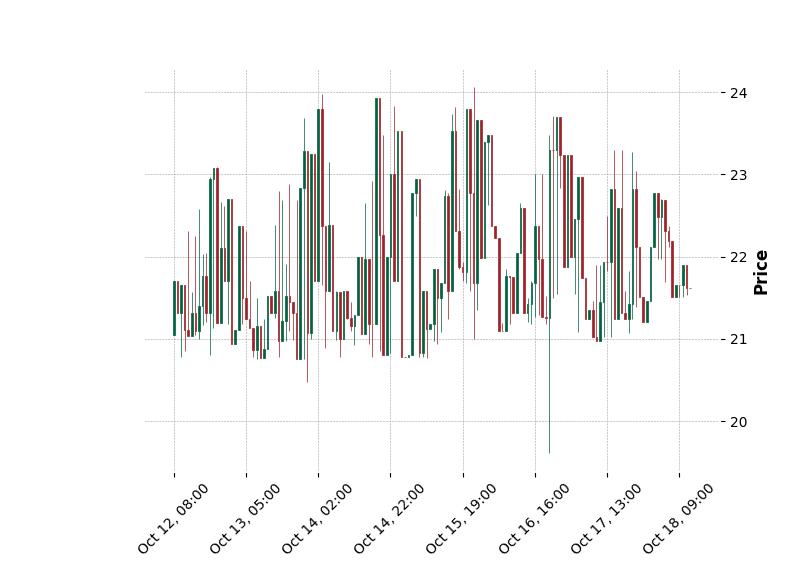 24
23
22
21
20
Price
Oct 12, 08:00
Oct 13, 05:00
Oct 14, 02:00
Oct 14, 22:00
Oct 15, 19:00
Oct 16, 16:00
Oct 17, 13:00
Oct 18, 09:00